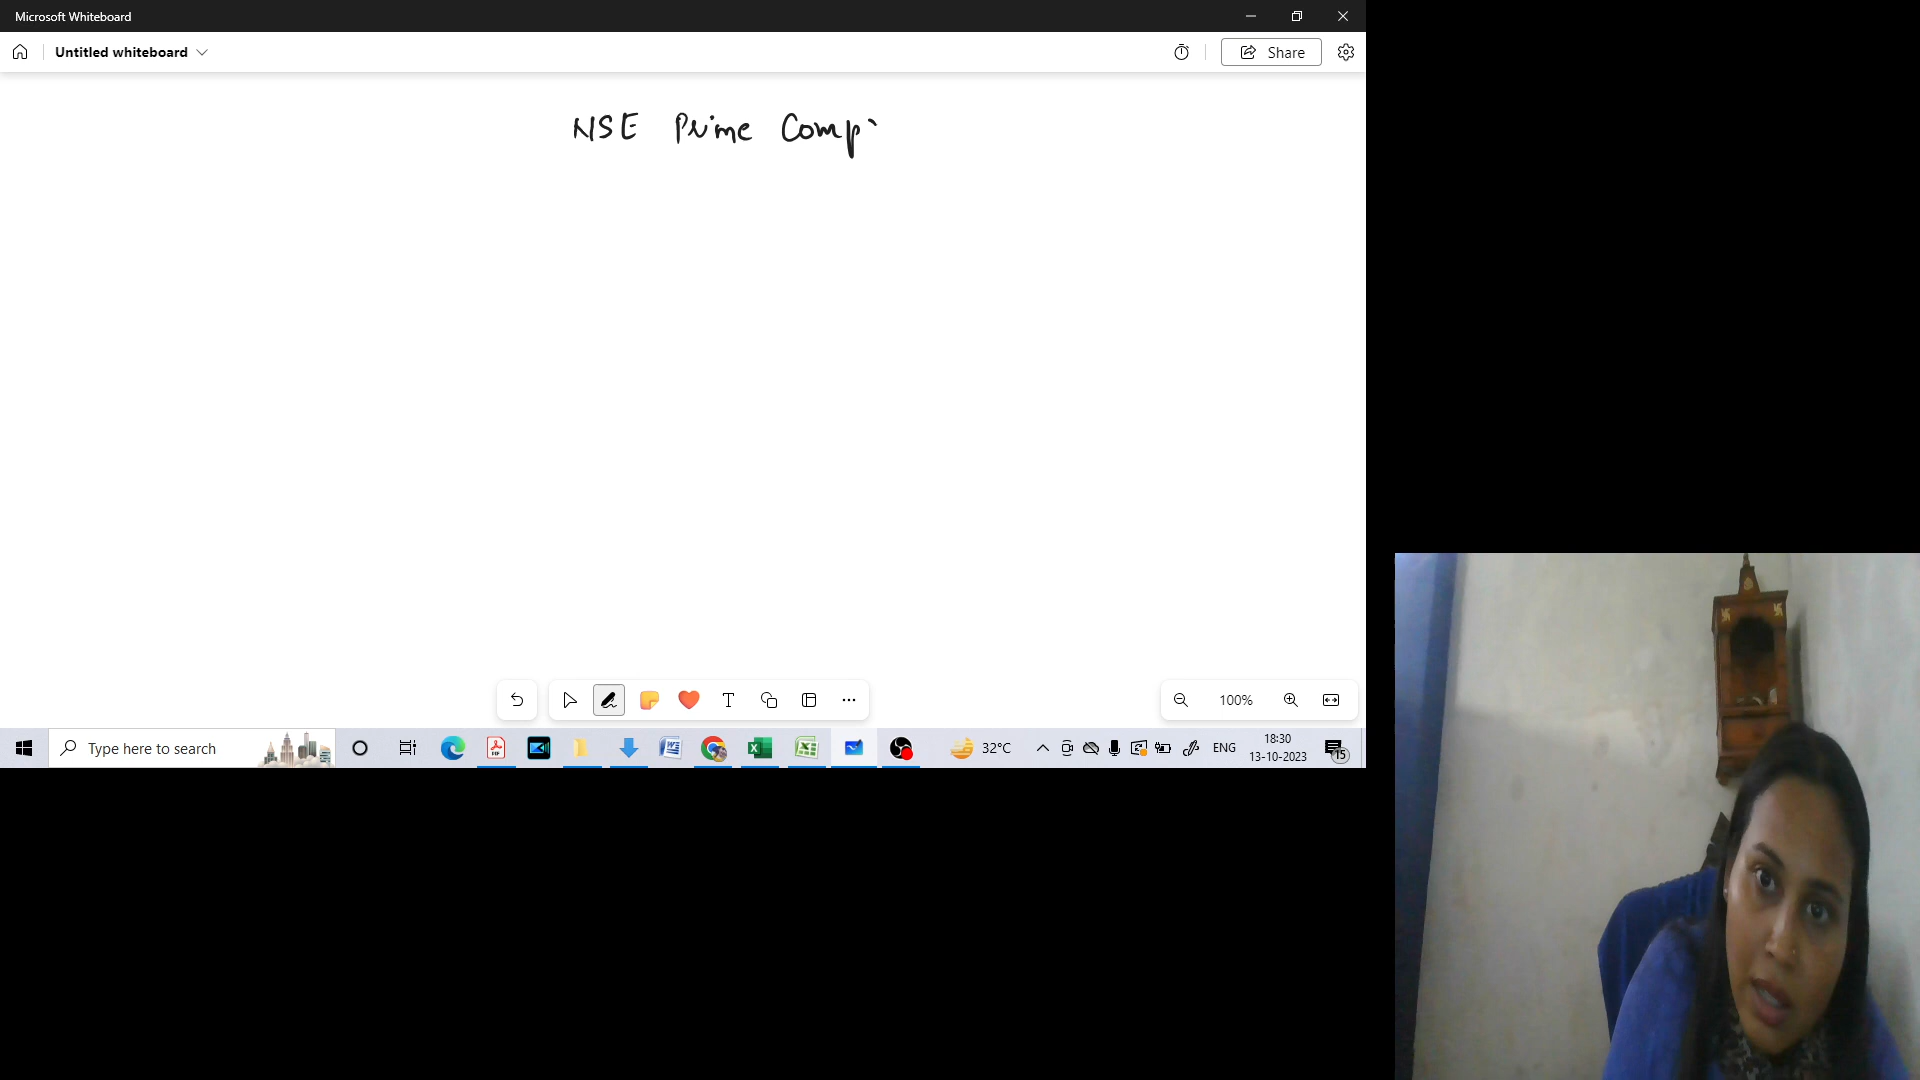 Microsoft Whiteboard
Untitled whiteboard
Share
NSE Prime Comp
100%
Type here to search
32°C
ENG
18:30
13-10-2023
15